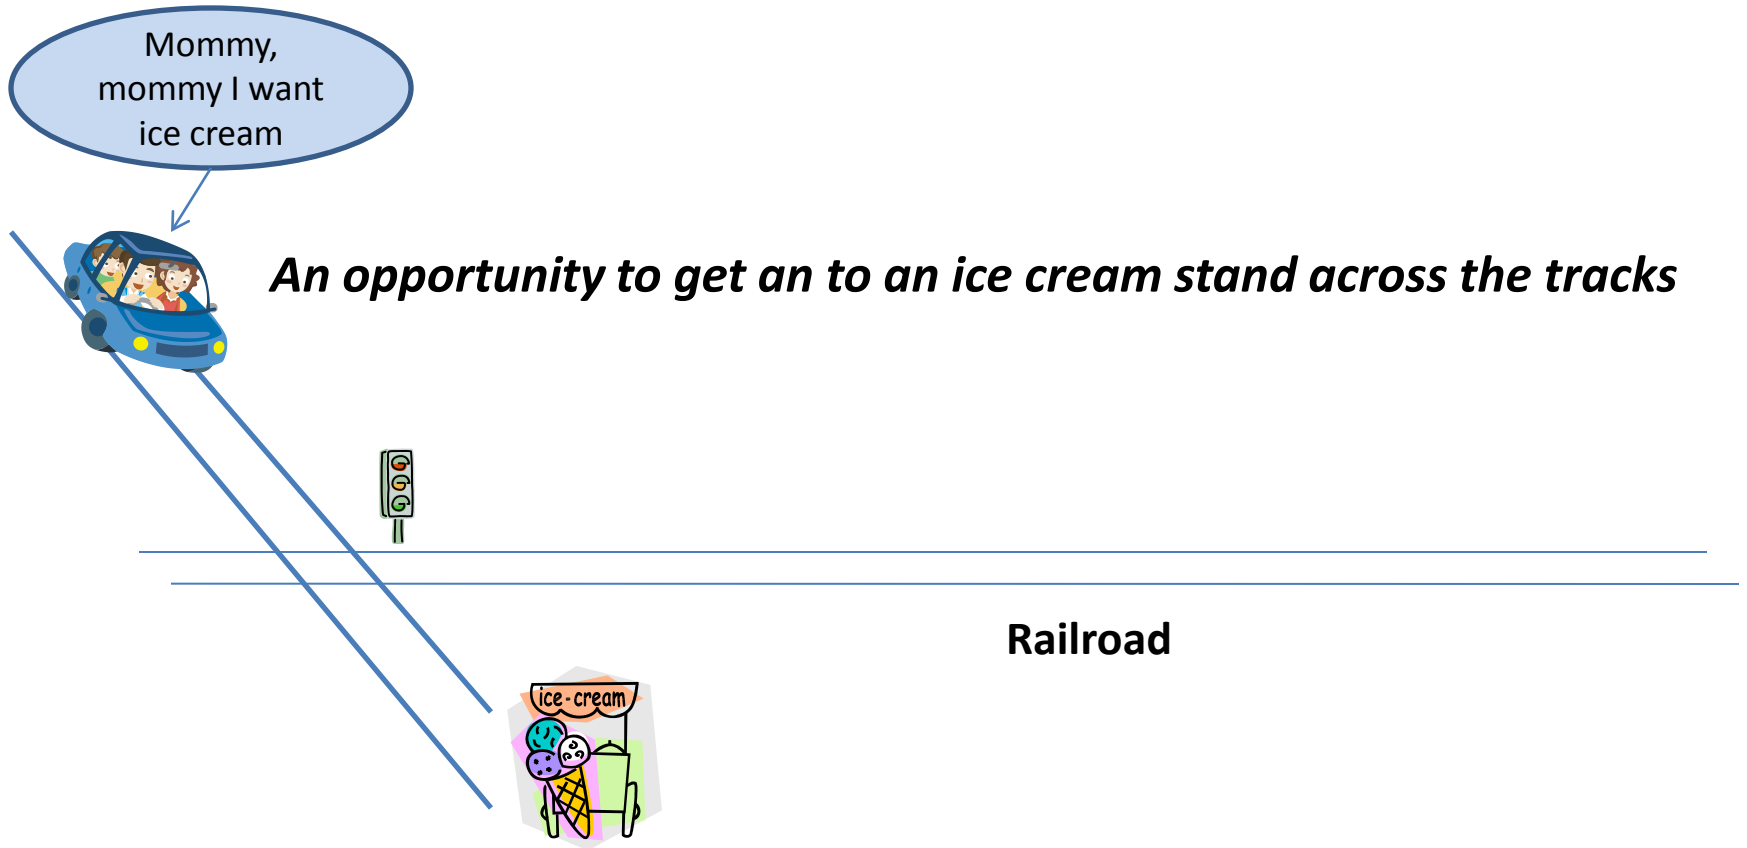 Mommy,
mommy I want
ice cream
An opportunity to get an to an ice cream stand across the tracks
Railroad
ice-cream